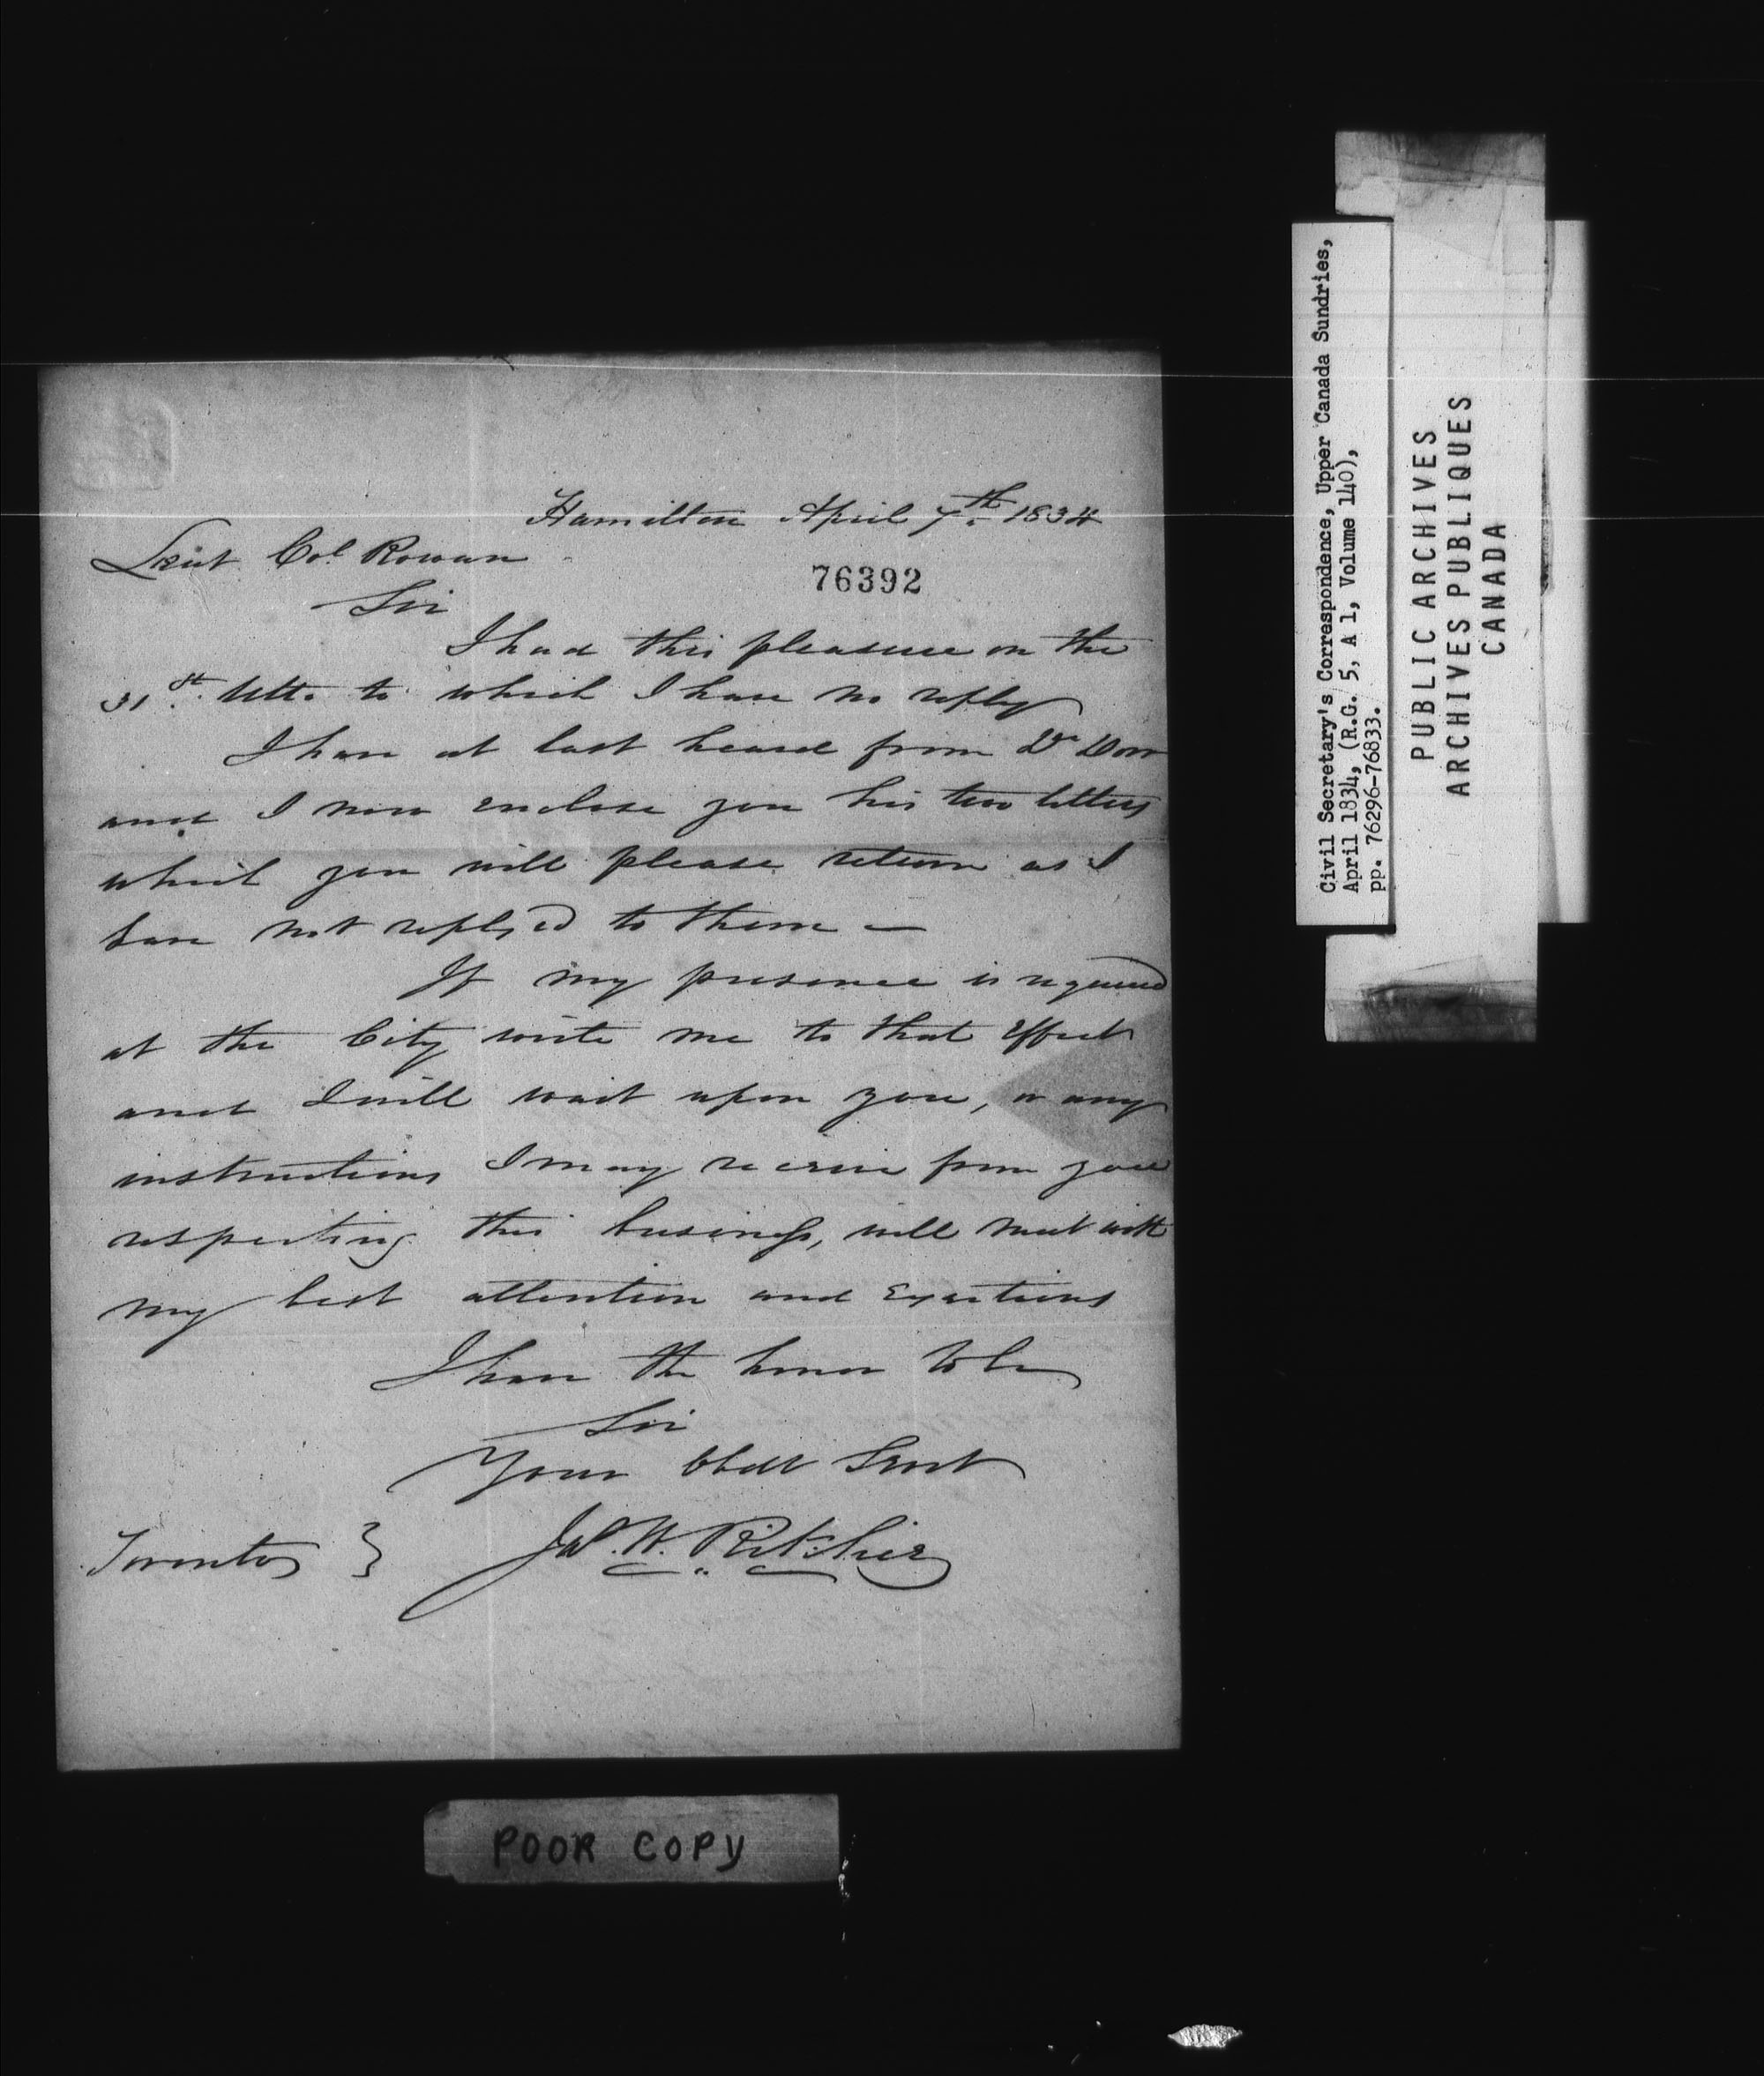 Hamilton April 7th 1834
Lieut Col Rowan
76392
Sir
I had this pleasure on the
31st Ulto. to which I have no reply
I have at last heard from Dr
and I now enclose you his two letters
which you will please return as I
have not replied to them —
If my presence is required
at the City write me to that effect
and I will wait upon you, or any
instructions I may receive from you
respecting this business, will meet with
my best attention and exertions
I have the honor to be
Sir
Your Obdt Servt
Jas. W. Ritchie
Toronto }
POOR COPY
Civil Secretary's Correspondence, Upper Canada Sundries,
April 1834, (R.G. 5, A 1, Volume 140),
pp. 76296-76833.
PUBLIC ARCHIVES
ARCHIVES PUBLIQUES
CANADA